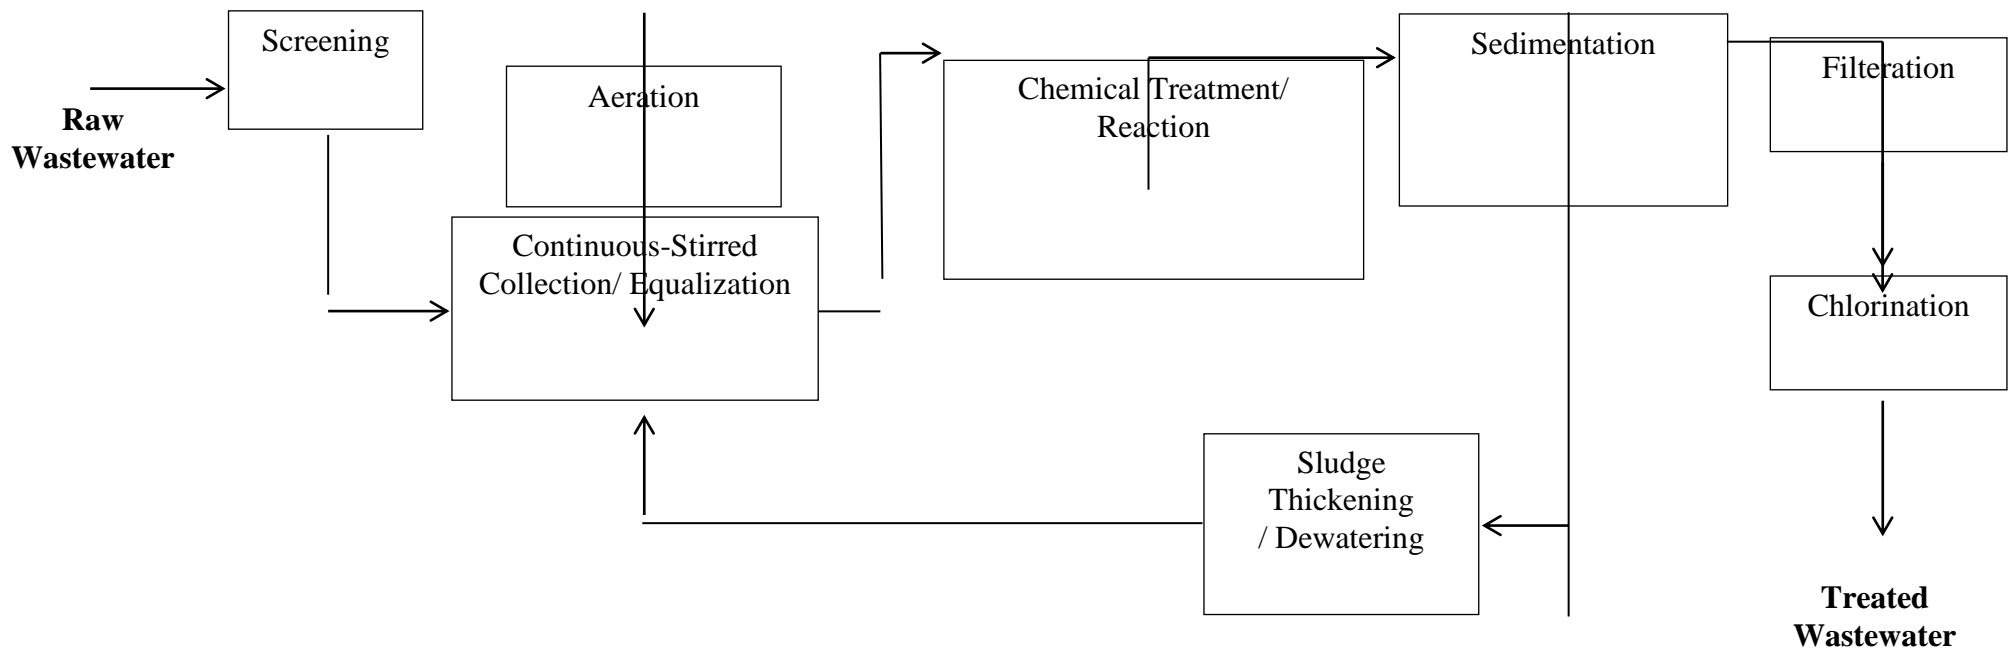 Screening
Raw
Wastewater
Aeration
Continuous-Stirred
Collection/ Equalization
Chemical Treatment/
Reaction
Sedimentation
Filteration
Chlorination
Sludge
Thickening
/ Dewatering
Treated
Wastewater